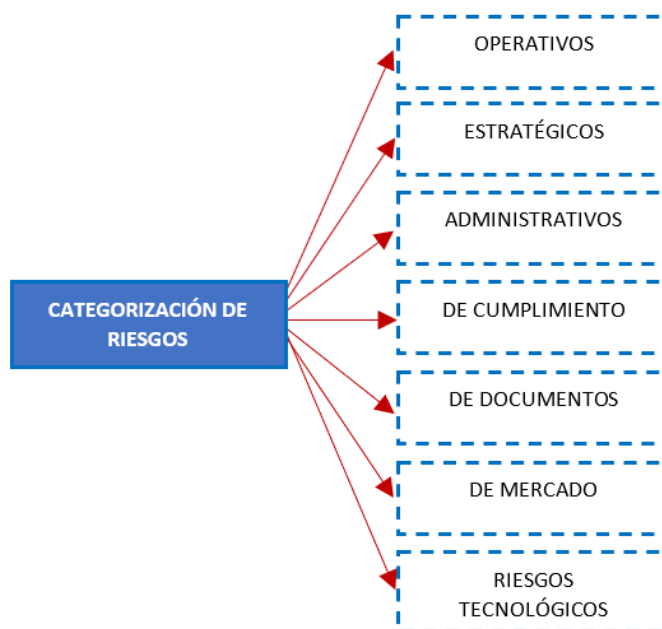 OPERATIVOS
ESTRATÉGICOS
ADMINISTRATIVOS
CATEGORIZACIÓN DE
RIESGOS
DE CUMPLIMIENTO
DE DOCUMENTOS
DE MERCADO
RIESGOS
TECNOLÓGICOS